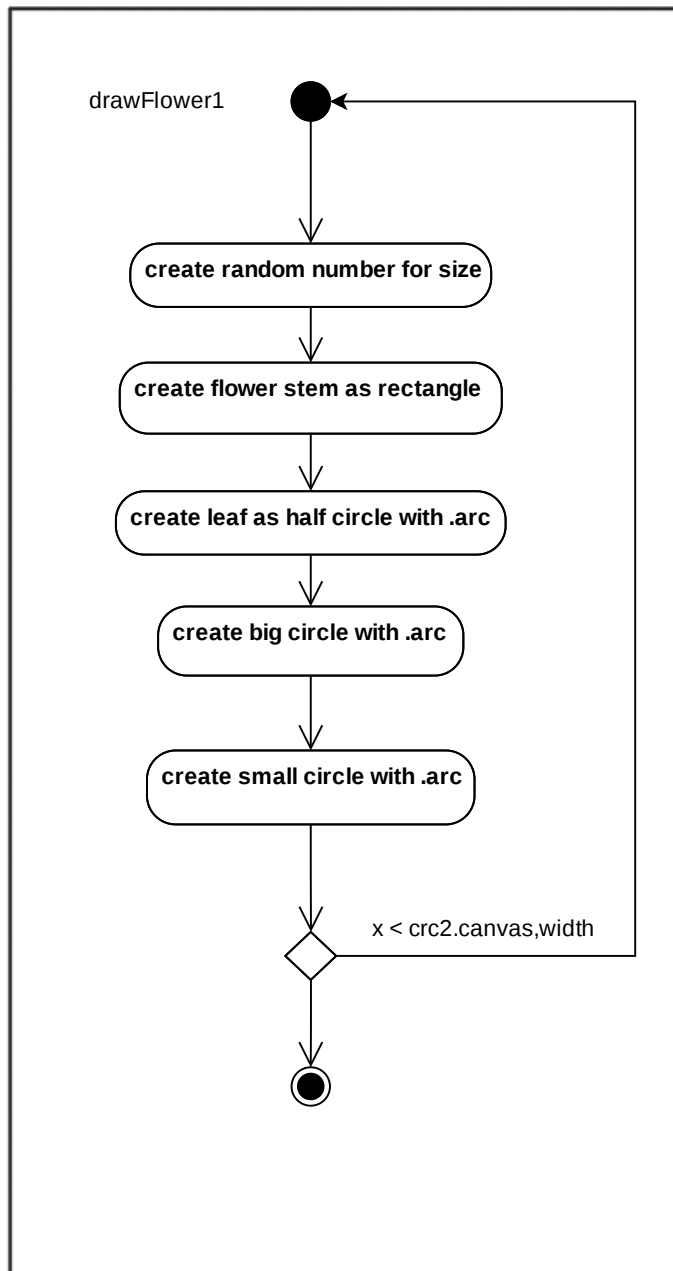 drawFlower1
create random number for size
create flower stem as rectangle
create leaf as half circle with .arc
create big circle with .arc
create small circle with .arc
x < crc2.canvas,width